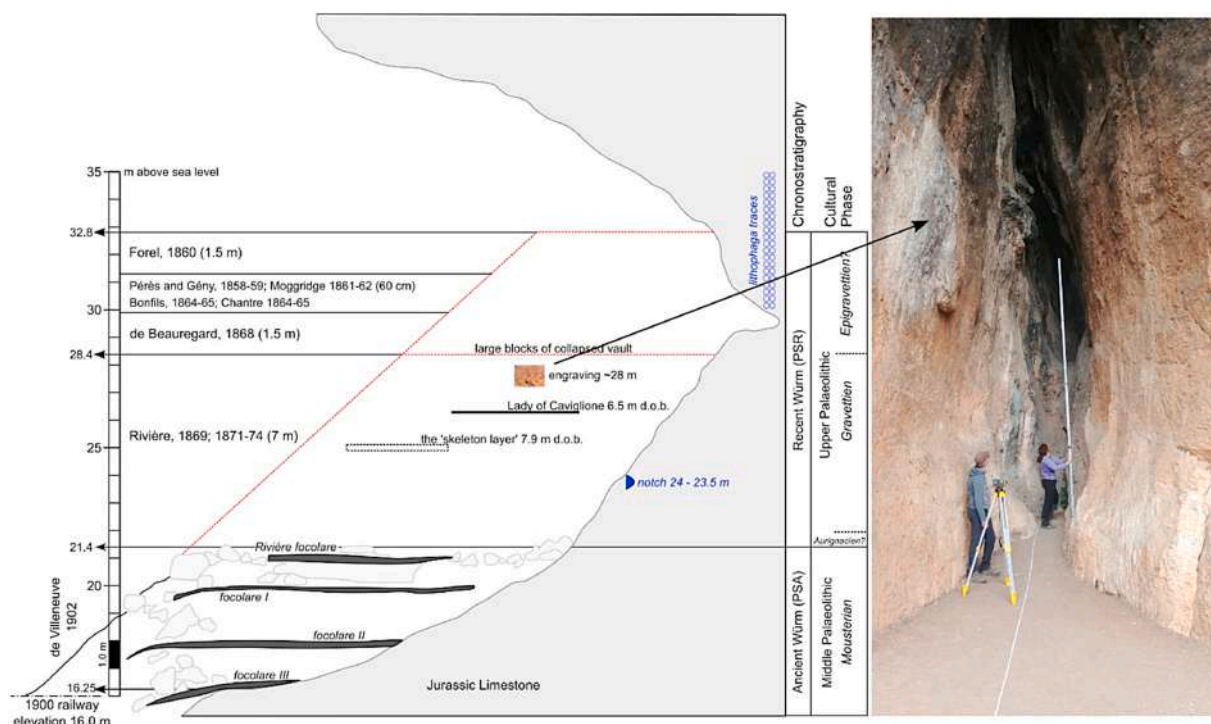 35
m above sea level
32.8
Forel, 1860 (1.5 m)
Pérès and Gény, 1858-59; Moggridge 1861-62 (60 cm)
Bonfils, 1864-65; Chantre 1864-65
30
de Beauregard, 1868 (1.5 m)
28.4
large blocks of collapsed vault
engraving ~28 m
Lady of Caviglione 6.5 m d.o.b.
Rivière, 1869; 1871-74 (7 m)
the 'skeleton layer' 7.9 m d.o.b.
25
notch 24 - 23.5 m
21.4
Rivière focolare
20
focolare I
focolare II
focolare III
de Villeneuve
1902
1.0 m
16.25
1900 railway
elevation 16.0 m
Jurassic Limestone
lithophaga traces
Chronostratigraphy
Cultural
Phase
Recent Würm (PSR)
Upper Palaeolithic
Epigravettien?
Gravettien
Aurignacien?
Ancient Würm (PSA)
Middle Palaeolithic
Mousterian